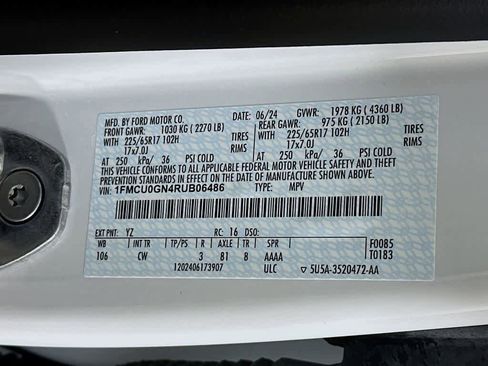 MFD. BY FORD MOTOR CO.
06/24 GVWR: 1978 KG (4360 LB)
FRONT GAWR: 1030 KG (2270 LB)
REAR GAWR: 975 KG (2150 LB)
WITH 225/65R17 102H TIRES
17x7.0J RIMS
AT 250 kPa/ 36 PSI COLD
WITH 225/65R17 102H TIRES
17x7.0J RIMS
AT 250 kPa/ 36 PSI COLD
THIS VEHICLE CONFORMS TO ALL APPLICABLE FEDERAL MOTOR VEHICLE SAFETY AND THEFT
PREVENTION STANDARDS IN EFFECT ON THE DATE OF MANUFACTURE SHOWN ABOVE.
VIN: 1FMCU0GN4RUB06486 TYPE: MPV
EXT PNT: YZ RC: 16 DSO:
WB INT TR TP/PS R AXLE TR SPR
106 CW 3 81 8 AAAA
F0085
T0183
1202406173907 ULC 5U5A-3520472-AA